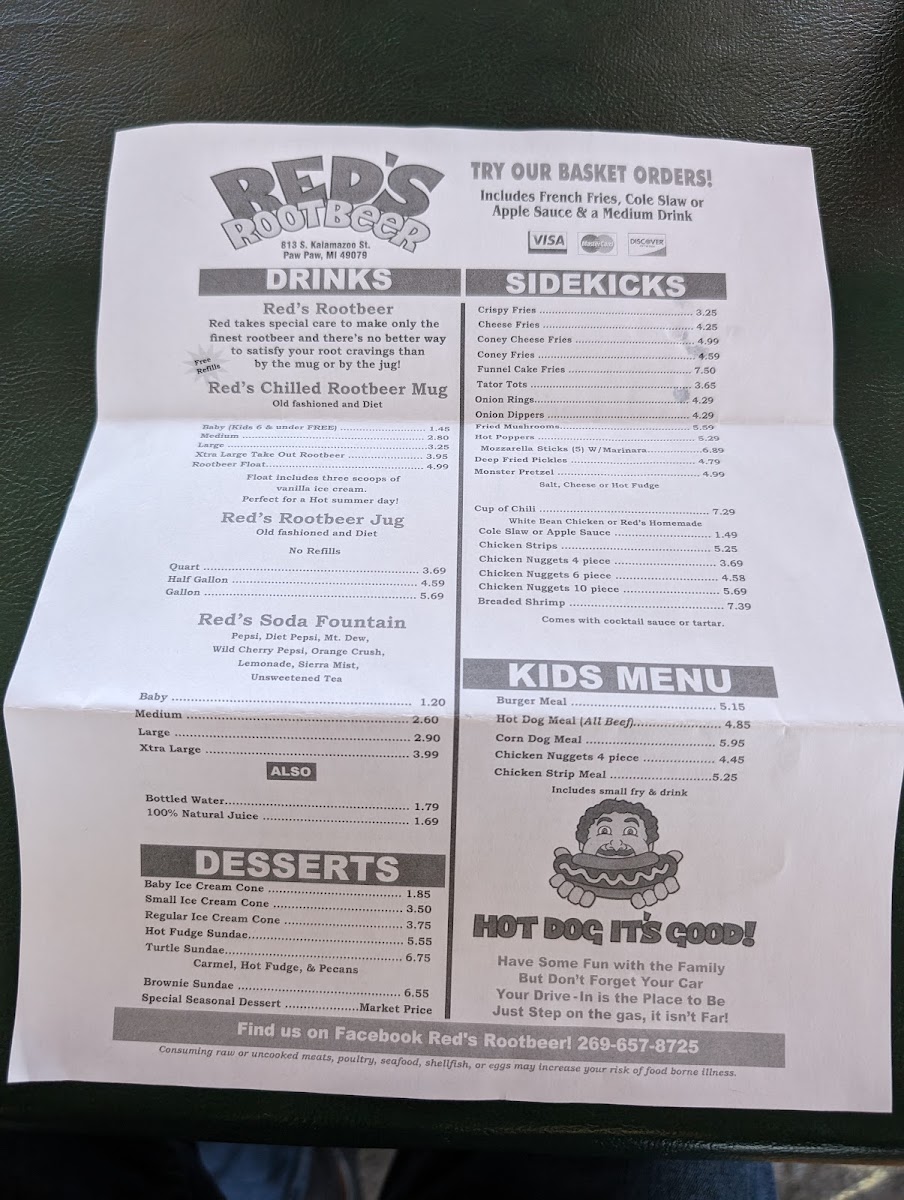 RED'S
ROOTBEER
813 S. Kalamazoo St.
Paw Paw, MI 49079
TRY OUR BASKET ORDERS!
Includes French Fries, Cole Slaw or
Apple Sauce & a Medium Drink
VISA
MasterCard
DISCOVER
DRINKS
Red's Rootbeer
Red takes special care to make only the
finest rootbeer and there's no better way
to satisfy your root cravings than
by the mug or by the jug!
Free
Refills
Red's Chilled Rootbeer Mug
Old fashioned and Diet
Baby (Kids 6 & under FREE) 1.45
Medium 2.80
Large 3.25
Xtra Large Take Out Rootbeer 3.95
Rootbeer Float 4.99
Float includes three scoops of
vanilla ice cream.
Perfect for a Hot summer day!
Red's Rootbeer Jug
Old fashioned and Diet
No Refills
Quart 3.69
Half Gallon 4.59
Gallon 5.69
Red's Soda Fountain
Pepsi, Diet Pepsi, Mt. Dew,
Wild Cherry Pepsi, Orange Crush,
Lemonade, Sierra Mist,
Unsweetened Tea
Baby 1.20
Medium 2.60
Large 2.90
Xtra Large 3.99
ALSO
Bottled Water 1.79
100% Natural Juice 1.69
DESSERTS
Baby Ice Cream Cone 1.85
Small Ice Cream Cone 3.50
Regular Ice Cream Cone 3.75
Hot Fudge Sundae 5.55
Turtle Sundae 6.75
Carmel, Hot Fudge, & Pecans
Brownie Sundae 6.55
Special Seasonal Dessert Market Price
SIDEKICKS
Crispy Fries 3.25
Cheese Fries 4.25
Coney Cheese Fries 4.99
Coney Fries 4.59
Funnel Cake Fries 7.50
Tator Tots 3.65
Onion Rings 4.29
Onion Dippers 4.29
Fried Mushrooms 5.59
Hot Poppers 5.29
Mozzarella Sticks (5) W/Marinara 6.89
Deep Fried Pickles 4.79
Monster Pretzel 4.99
Salt, Cheese or Hot Fudge
Cup of Chili 7.29
White Bean Chicken or Red's Homemade
Cole Slaw or Apple Sauce 1.49
Chicken Strips 5.25
Chicken Nuggets 4 piece 3.69
Chicken Nuggets 6 piece 4.58
Chicken Nuggets 10 piece 5.69
Breaded Shrimp 7.39
Comes with cocktail sauce or tartar.
KIDS MENU
Burger Meal 5.15
Hot Dog Meal (All Beef) 4.85
Corn Dog Meal 5.95
Chicken Nuggets 4 piece 4.45
Chicken Strip Meal 5.25
Includes small fry & drink
HOT DOG IT'S GOOD!
Have Some Fun with the Family
But Don't Forget Your Car
Your Drive-In is the Place to Be
Just Step on the gas, it isn't Far!
Find us on Facebook Red's Rootbeer! 269-657-8725
Consuming raw or uncooked meats, poultry, seafood, shellfish, or eggs may increase your risk of food borne illness.